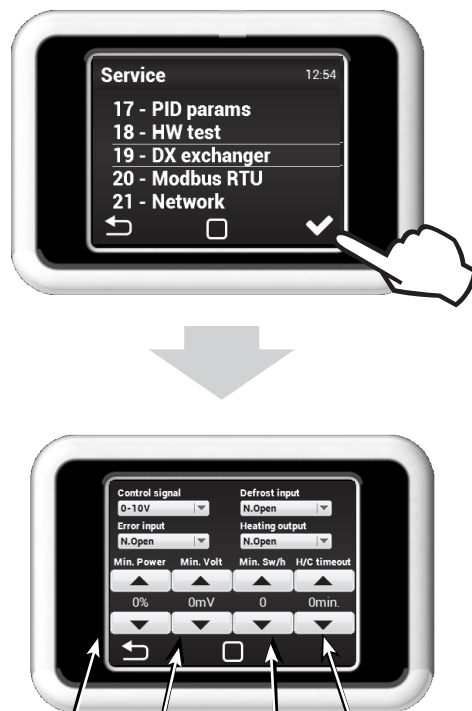 Service 12:54
17 - PID params
18 - HW test
19 - DX exchanger
20 - Modbus RTU
21 - Network
Control signal Defrost input
0-10V N.Open
Error input Heating output
N.Open N.Open
Min. Power Min. Volt Min. Sw/h H/C timeout
0% 0mV 0 0min.